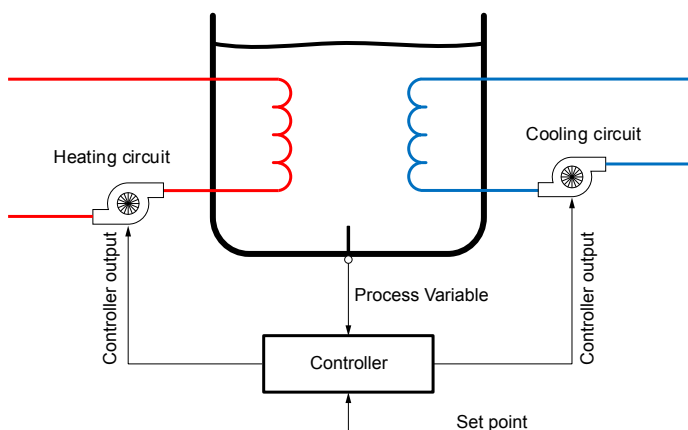 Heating circuit
Cooling circuit
Controller output
Process Variable
Controller output
Controller
Set point